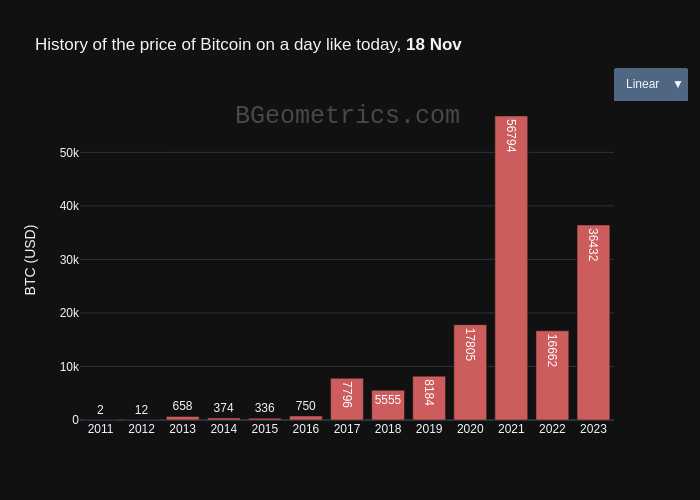 History of the price of Bitcoin on a day like today, 18 Nov
Linear ▼
BGeometrics.com
BTC (USD)
50k
40k
30k
20k
10k
0
2
12
658
374
336
750
7796
5555
8184
17805
56794
16662
36432
2011 2012 2013 2014 2015 2016 2017 2018 2019 2020 2021 2022 2023